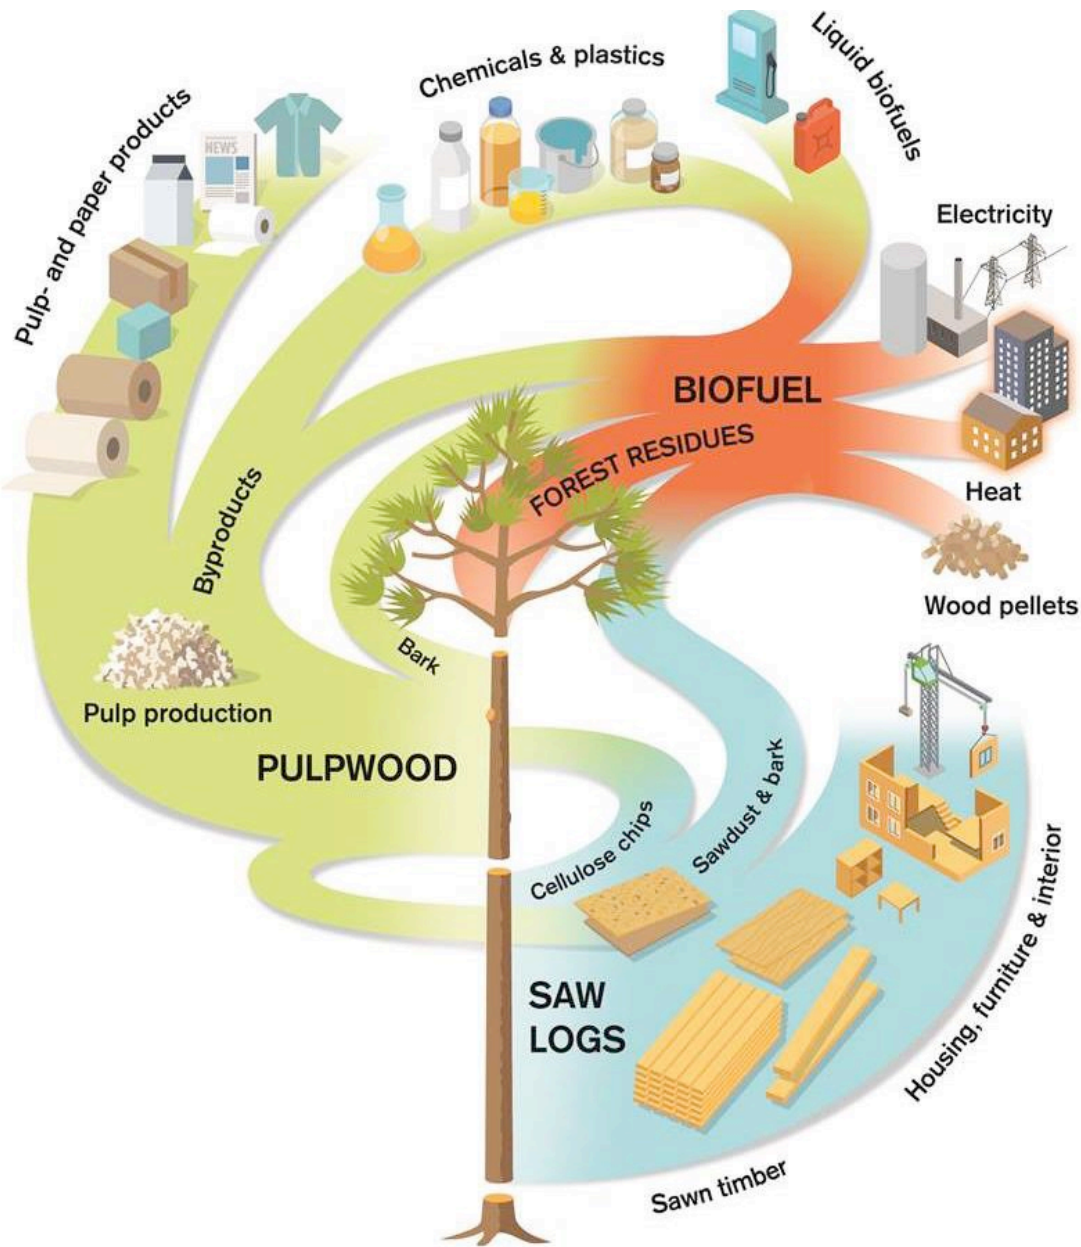 Chemicals & plastics
Liquid biofuels
Pulp- and paper products
NEWS
Electricity
BIOFUEL
FOREST RESIDUES
Heat
Byproducts
Wood pellets
Bark
Pulp production
PULPWOOD
Sawdust & bark
Cellulose chips
Housing, furniture & interior
SAW
LOGS
Sawn timber